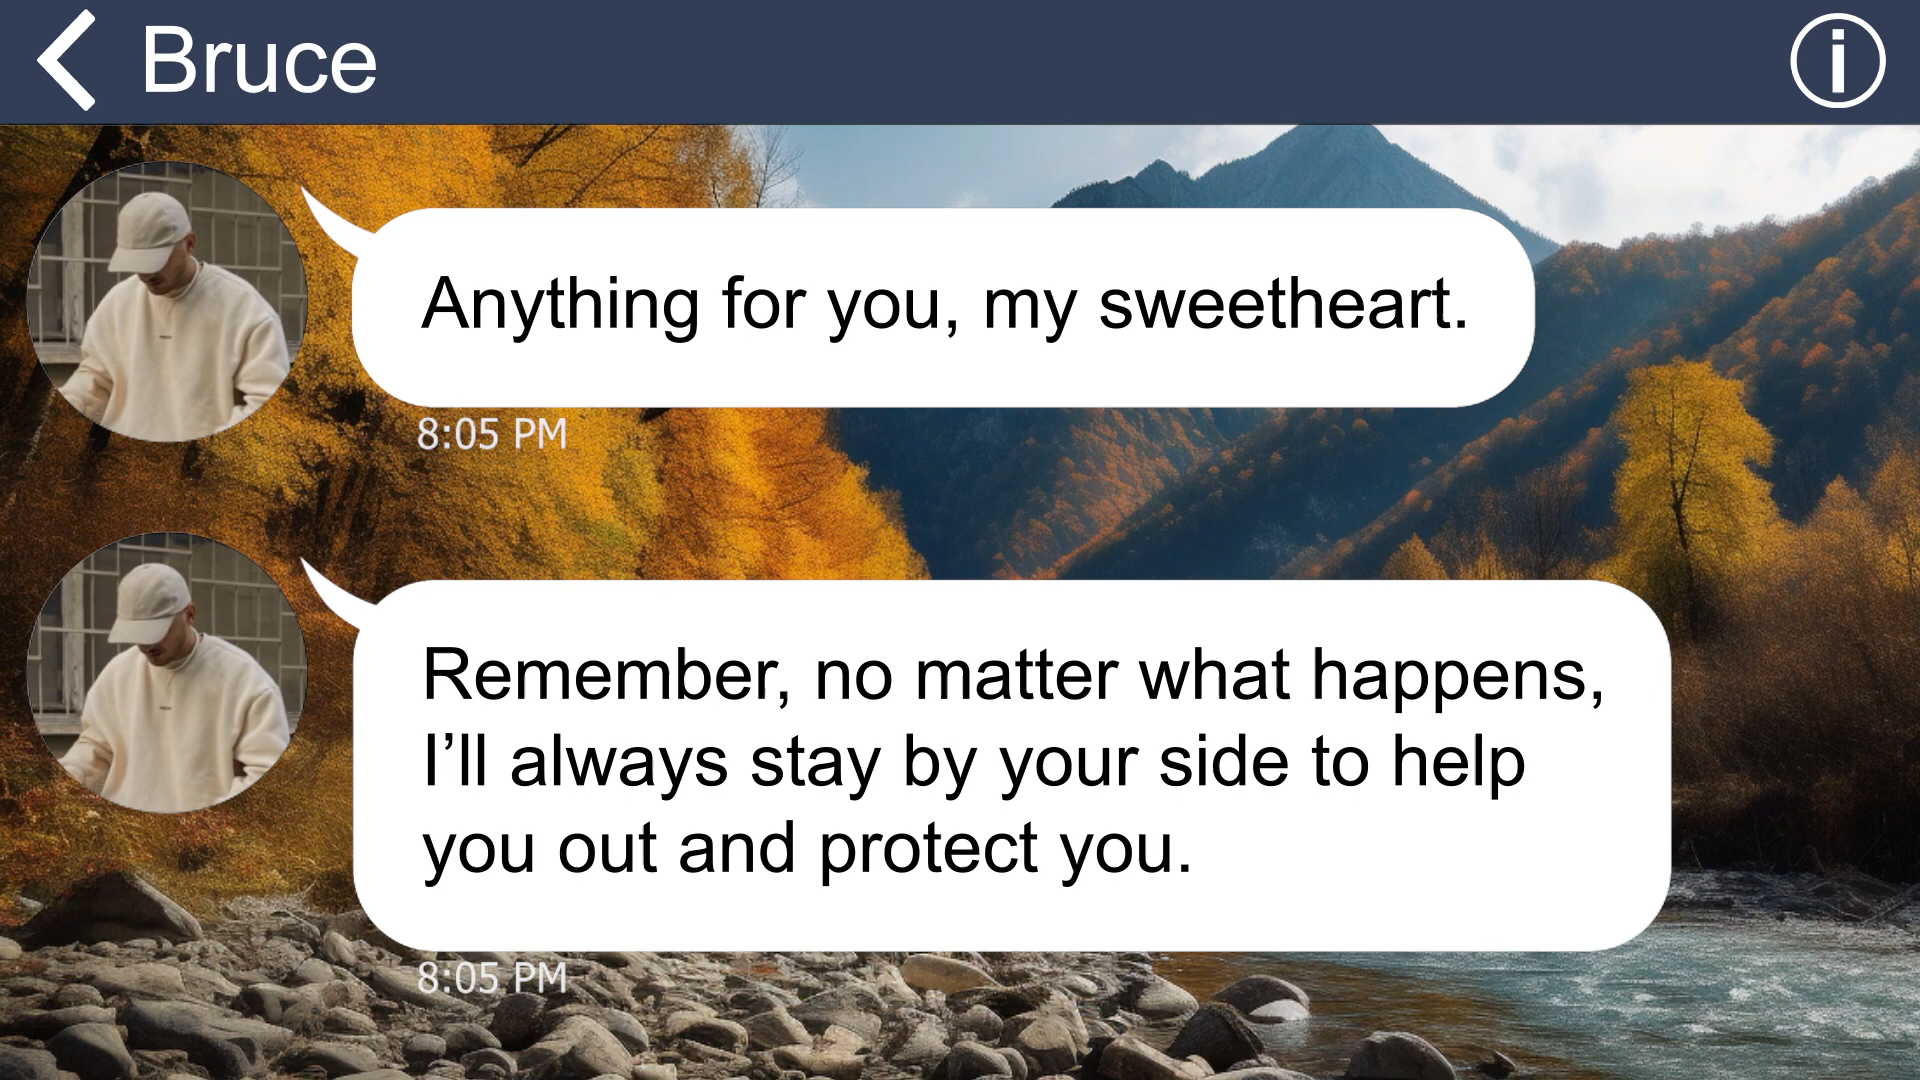 Bruce
Anything for you, my sweetheart.
8:05 PM
Remember, no matter what happens,
I’ll always stay by your side to help
you out and protect you.
8:05 PM